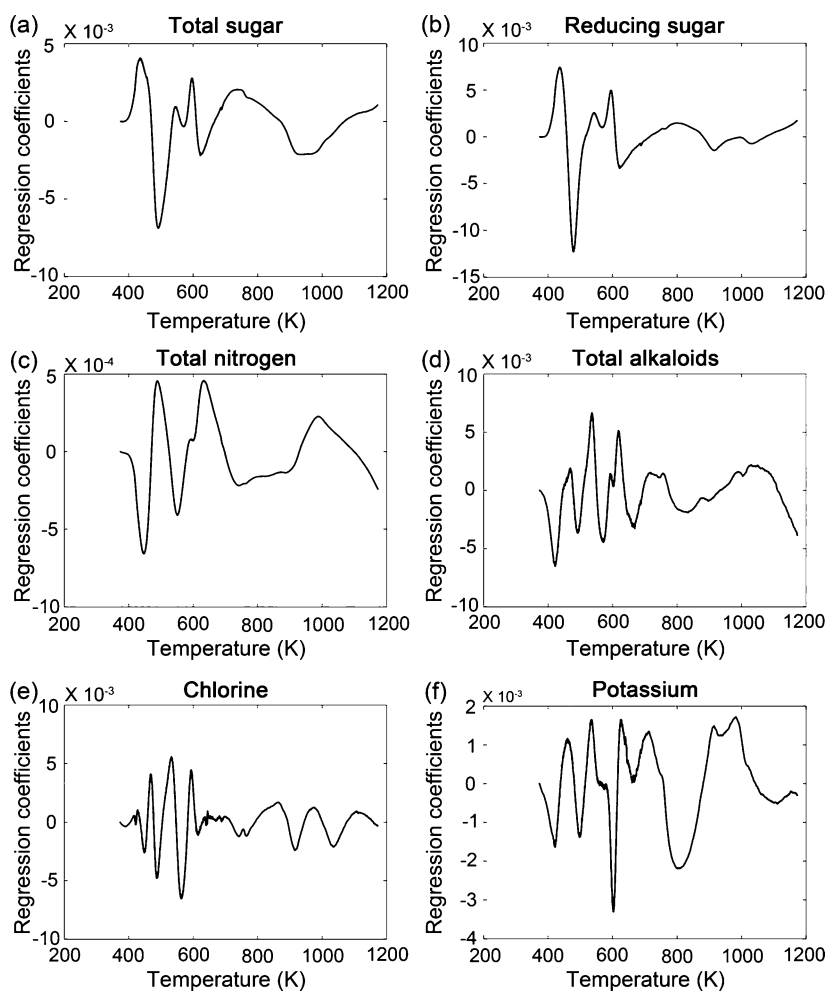 (a) Total sugar
X 10-3
Regression coefficients
5
0
-5
-10
200 400 600 800 1000 1200
Temperature (K)
(b) Reducing sugar
X 10-3
Regression coefficients
10
5
0
-5
-10
-15
200 400 600 800 1000 1200
Temperature (K)
(c) Total nitrogen
X 10-4
Regression coefficients
5
0
-5
-10
200 400 600 800 1000 1200
Temperature (K)
(d) Total alkaloids
X 10-3
Regression coefficients
10
5
0
-5
-10
200 400 600 800 1000 1200
Temperature (K)
(e) Chlorine
X 10-3
Regression coefficients
10
5
0
-5
-10
200 400 600 800 1000 1200
Temperature (K)
(f) Potassium
X 10-3
Regression coefficients
2
1
0
-1
-2
-3
-4
200 400 600 800 1000 1200
Temperature (K)